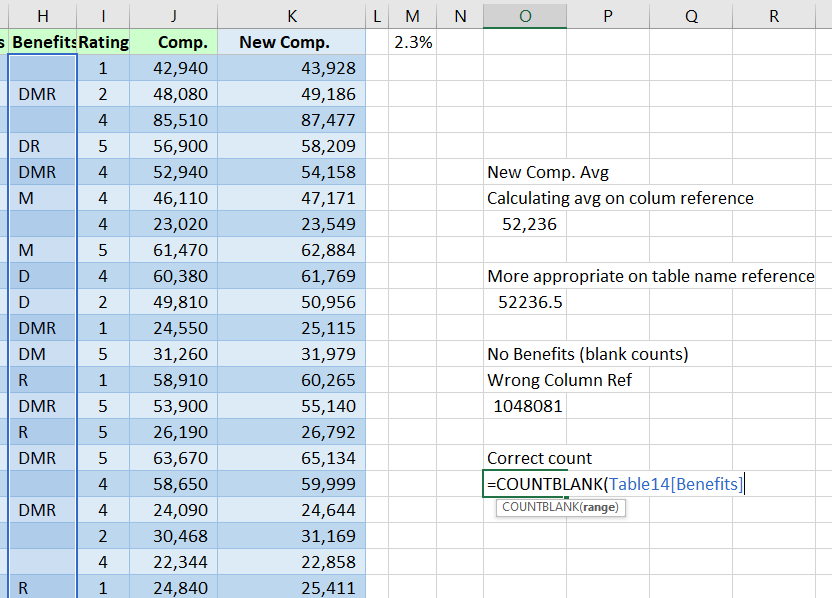 H I J K L M N O P Q R
s Benefits Rating Comp. New Comp. 2.3%
1 42,940 43,928
DMR 2 48,080 49,186
4 85,510 87,477
DR 5 56,900 58,209
DMR 4 52,940 54,158 New Comp. Avg
M 4 46,110 47,171 Calculating avg on colum reference
4 23,020 23,549 52,236
M 5 61,470 62,884
D 4 60,380 61,769 More appropriate on table name reference
D 2 49,810 50,956 52236.5
DMR 1 24,550 25,115
DM 5 31,260 31,979 No Benefits (blank counts)
R 1 58,910 60,265 Wrong Column Ref
DMR 5 53,900 55,140 1048081
R 5 26,190 26,792
DMR 5 63,670 65,134 Correct count
4 58,650 59,999 =COUNTBLANK(Table14[Benefits]
DMR 4 24,090 24,644 COUNTBLANK(range)
2 30,468 31,169
4 22,344 22,858
R 1 24,840 25,411